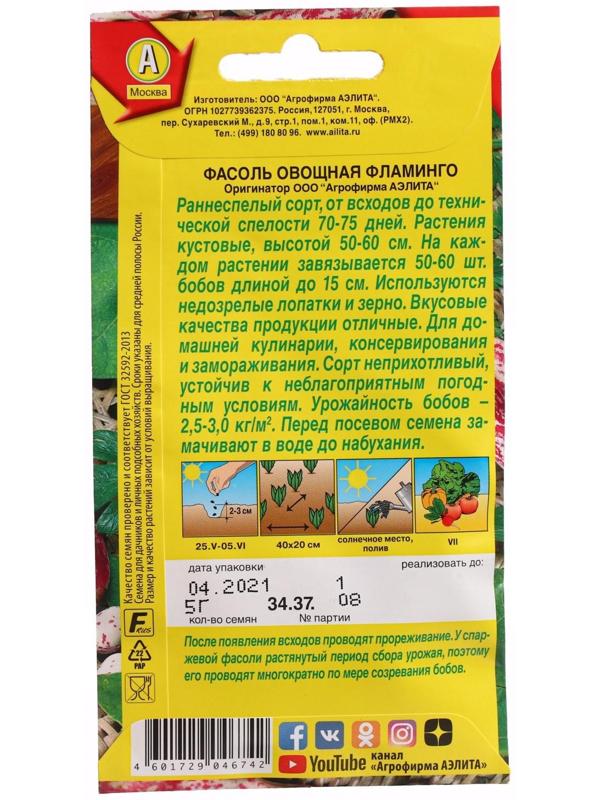 А
Москва
Изготовитель: ООО "Агрофирма АЭЛИТА".
ОГРН 1027739362375. Россия,127051, г. Москва,
пер. Сухаревский М., д.9, стр.1, пом.1, ком.11, оф. (РМ X2).
Тел.: (499) 180 80 96. www.ailita.ru
ФАСОЛЬ ОВОЩНАЯ ФЛАМИНГО
Оригинатор ООО "Агрофирма АЭЛИТА"
Раннеспелый сорт, от всходов до техни-
ческой спелости 70-75 дней. Растения
кустовые, высотой 50-60 см. На каж-
дом растении завязывается 50-60 шт.
бобов длиной до 15 см. Используются
недозрелые лопатки и зерно. Вкусовые
качества продукции отличные. Для до-
машней кулинарии, консервирования
и замораживания. Сорт неприхотливый,
устойчив к неблагоприятным погод-
ным условиям. Урожайность бобов –
2,5-3,0 кг/м². Перед посевом семена за-
мачивают в воде до набухания.
Качество семян проверено и соответствует ГОСТ 32592-2013
Семена для дачников и личных подсобных хозяйств. Сроки указаны для средней полосы России.
Размер и качество растений зависят от условий выращивания.
2-3 см
25.V-05.VI
40x20 см
солнечное место,
полив
VII
дата упаковки
реализовать до:
04.2021
1
5Г
34.37.
08
кол-во семян
№ партии
F RUS
22
PAP
После появления всходов проводят прореживание. У спар-
жевой фасоли растянутый период сбора урожая, поэтому
его проводят многократно по мере созревания бобов.
4 601729 046742
YouTube
канал
«Агрофирма АЭЛИТА»